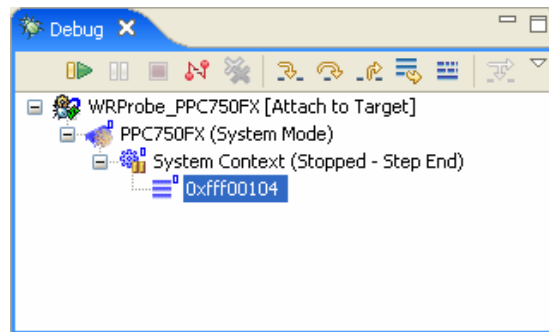 Debug
WRProbe_PPC750FX [Attach to Target]
PPC750FX (System Mode)
System Context (Stopped - Step End)
0xfff00104